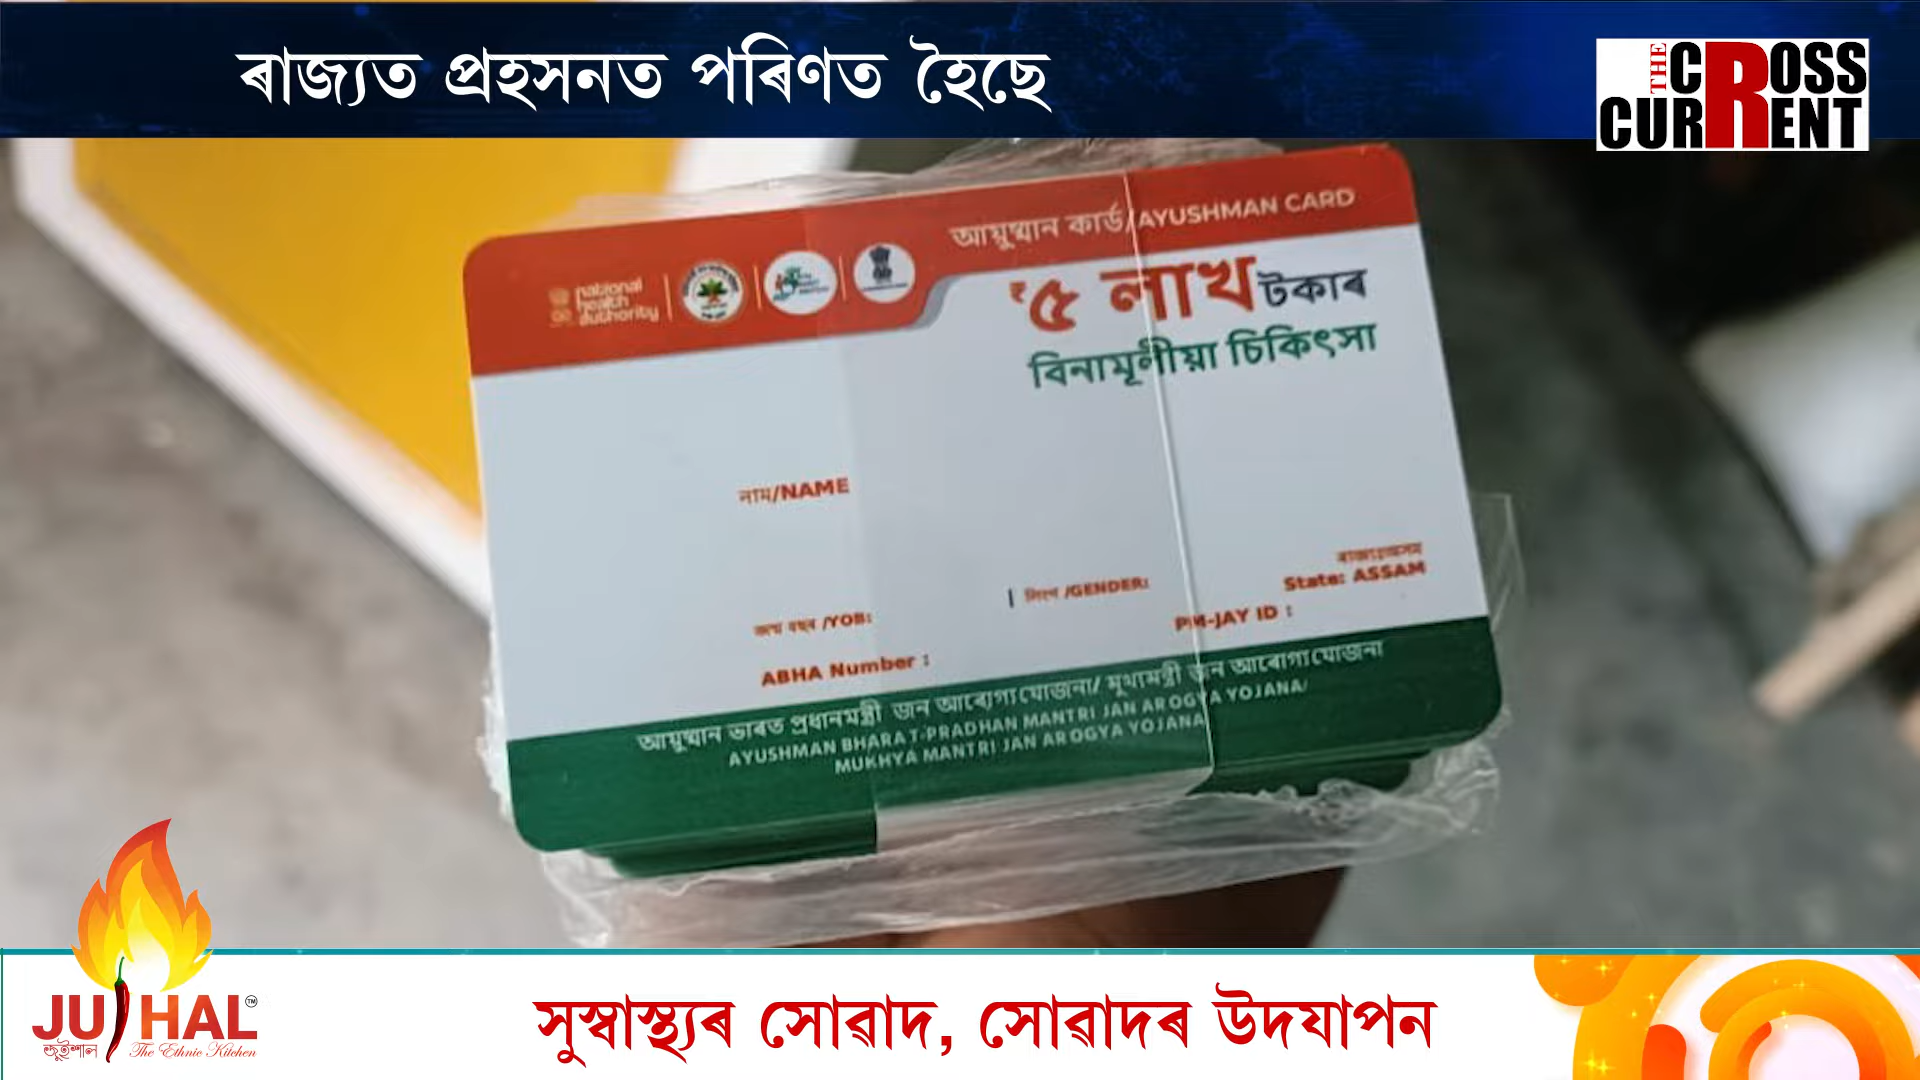 ৰাজ্যত প্ৰহসনত পৰিণত হৈছে
THE CROSS
CURRENT
আয়ুষ্মান কাৰ্ড/AYUSHMAN CARD
national
health
authority
₹৫ লাখ টকাৰ
বিনামূলীয়া চিকিৎসা
নাম/NAME
ৰাজ্য:অসম
State: ASSAM
জন্ম বছৰ /YOB:
| লিংগ /GENDER:
PM-JAY ID :
ABHA Number :
আয়ুষ্মান ভাৰত প্ৰধানমন্ত্ৰী জন আৰোগ্য যোজনা/ মুখ্যমন্ত্ৰী জন আৰোগ্য যোজনা
AYUSHMAN BHARAT-PRADHAN MANTRI JAN AROGYA YOJANA/
MUKHYA MANTRI JAN AROGYA YOJANA
JUIHAL™
জুইশাল The Ethnic Kitchen
সুস্বাস্থ্যৰ সোৱাদ, সোৱাদৰ উদযাপন